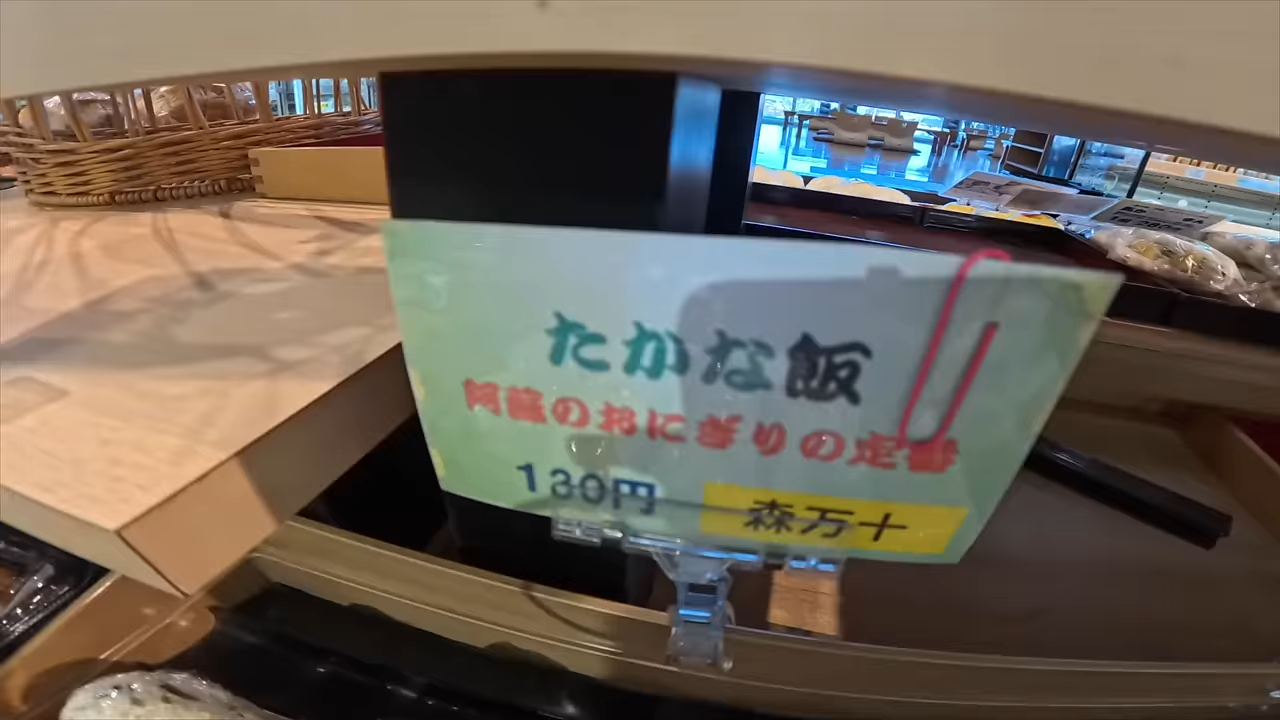 たかな飯
阿蘇のおにぎりの定番
130円
森万十